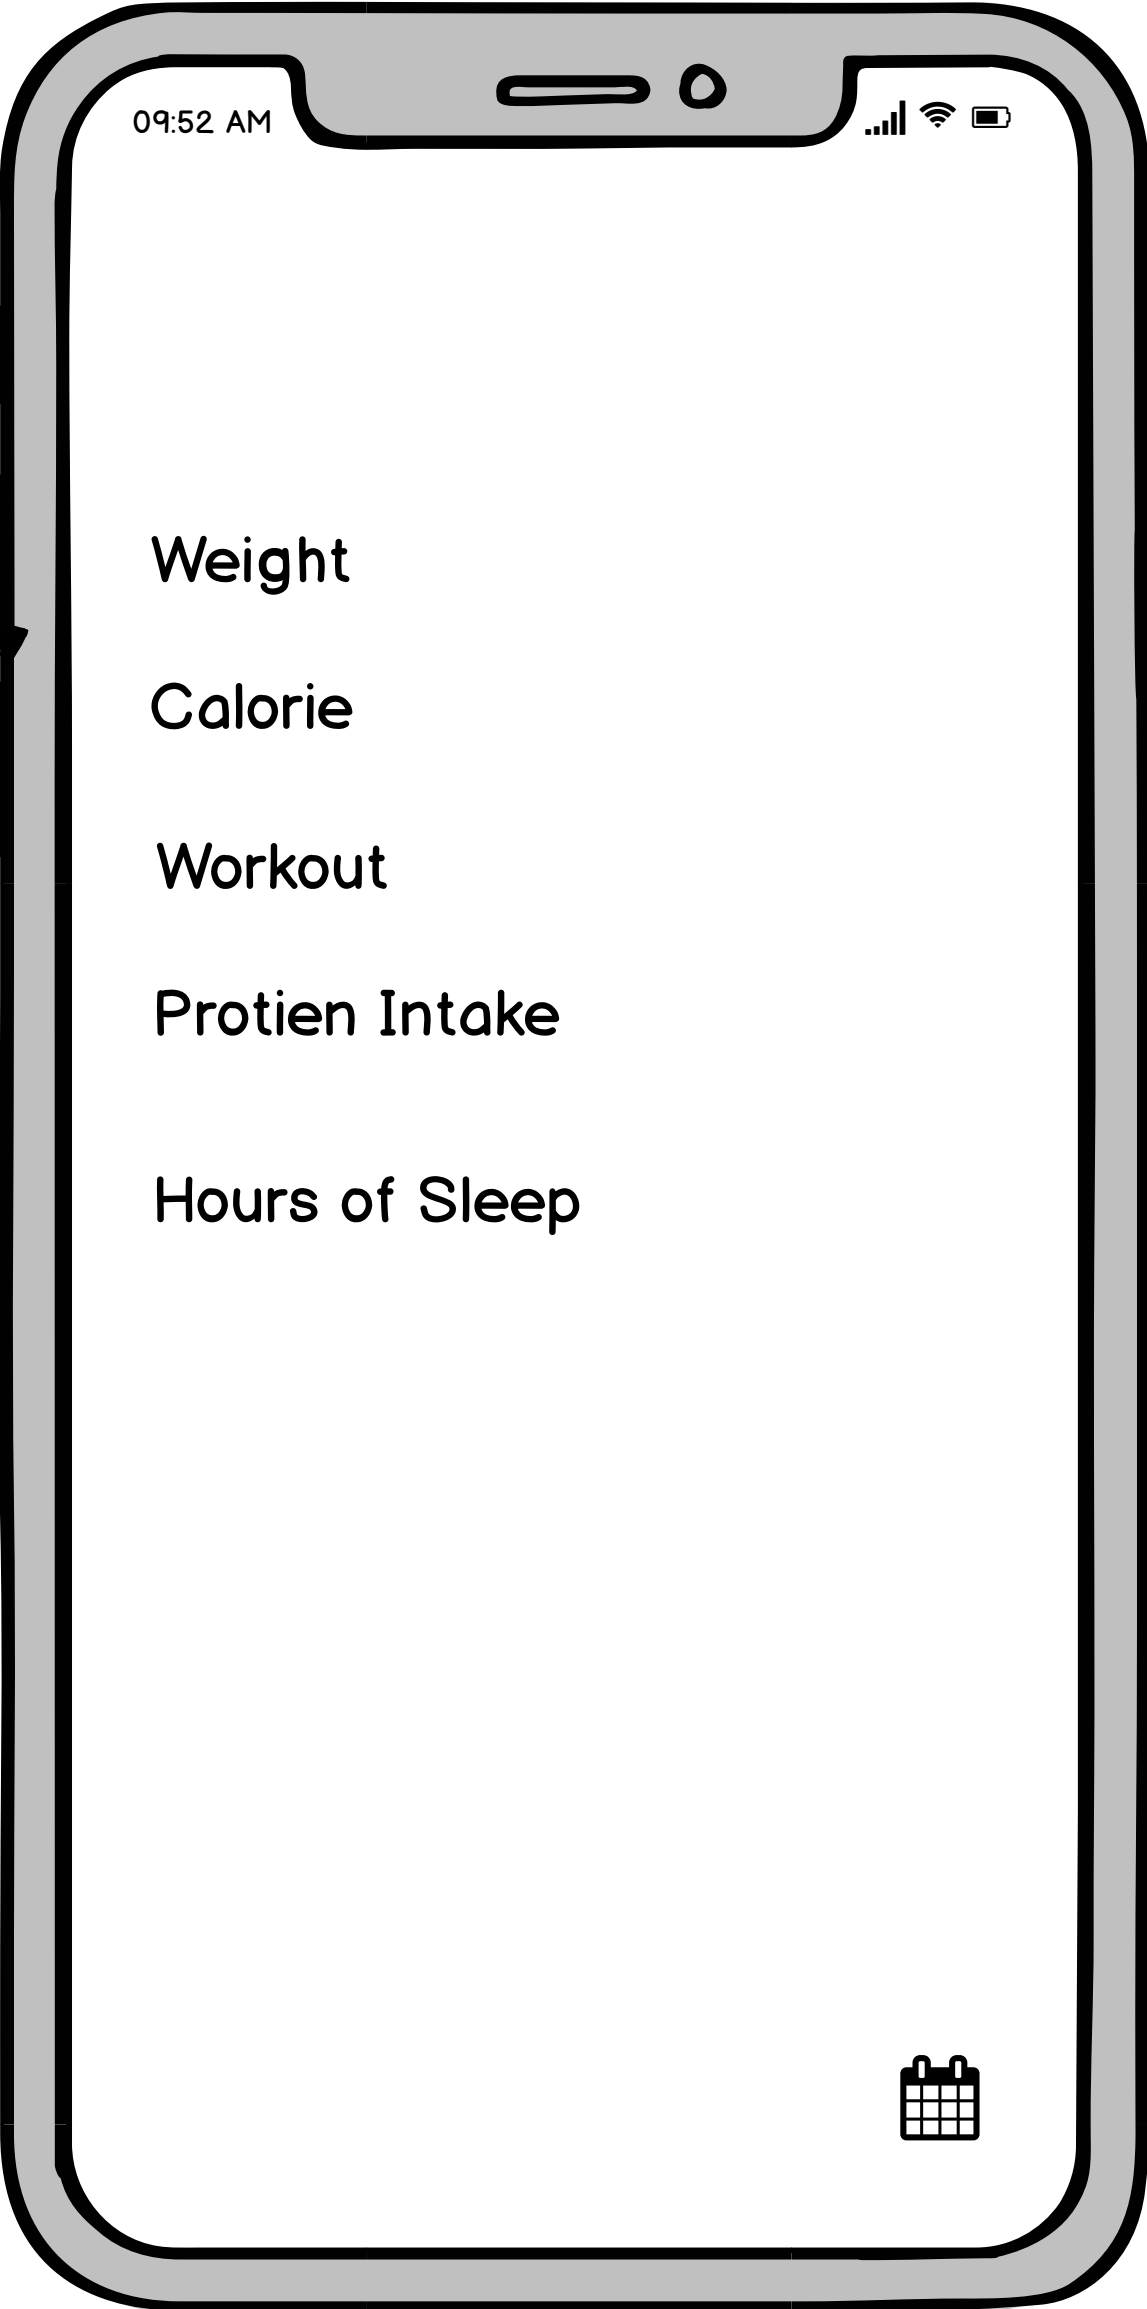 09:52 AM
Weight
Calorie
Workout
Protien Intake
Hours of Sleep